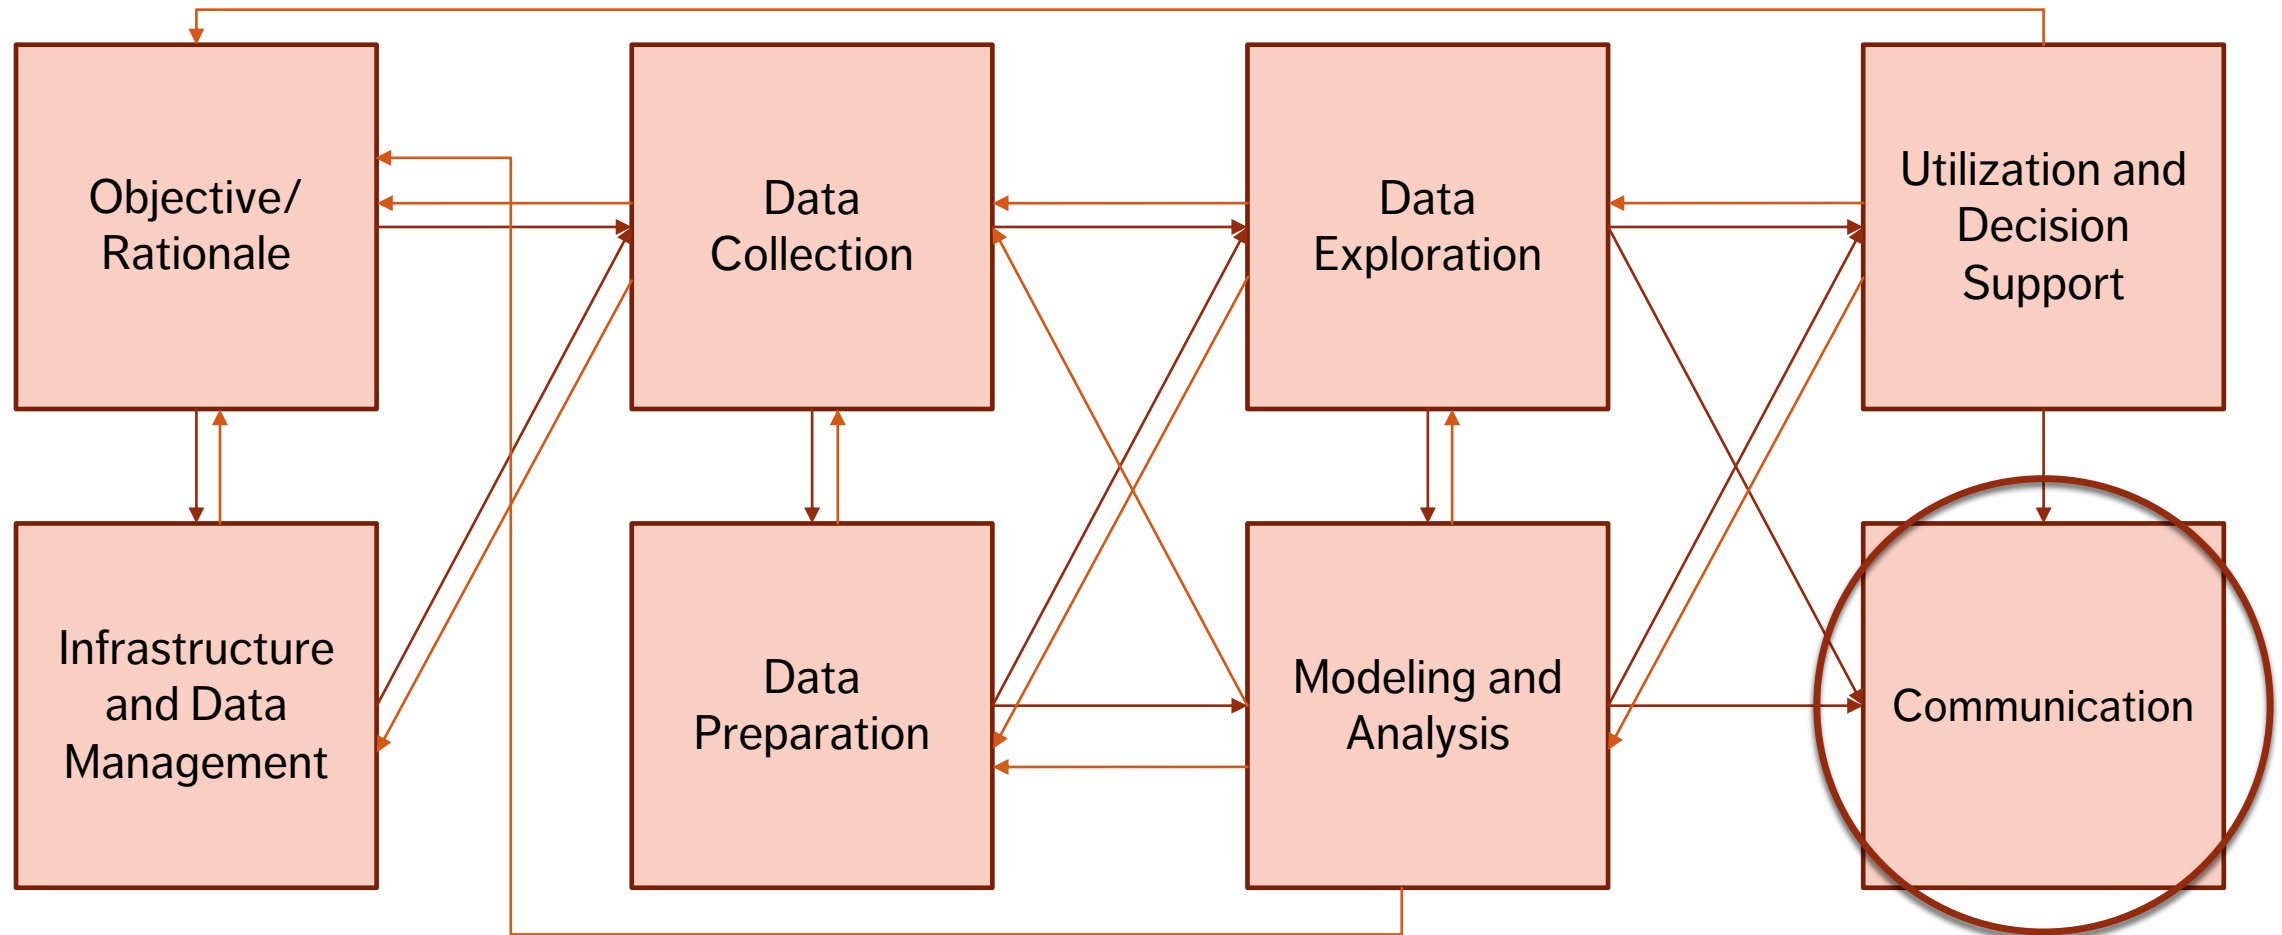 Objective/
Rationale
Data
Collection
Data
Exploration
Utilization and
Decision
Support
Infrastructure
and Data
Management
Data
Preparation
Modeling and
Analysis
Communication